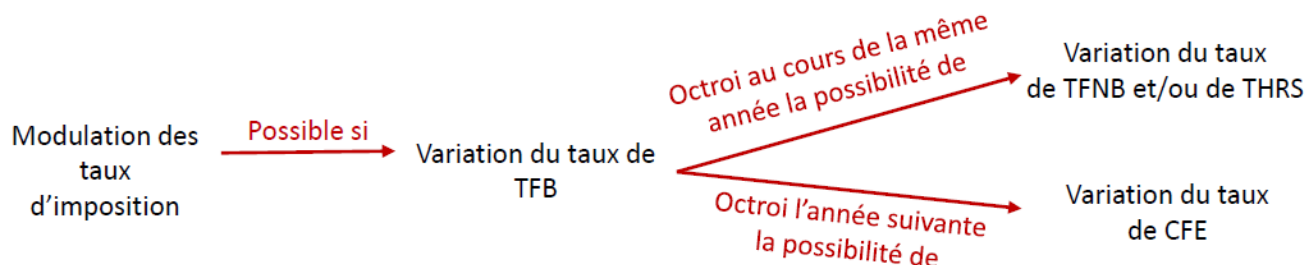 Modulation des
taux
d’imposition
Possible si
Variation du taux de
TFB
Octroi au cours de la même
année la possibilité de
Variation du taux
de TFNB et/ou de THRS
Octroi l’année suivante
la possibilité de
Variation du taux
de CFE